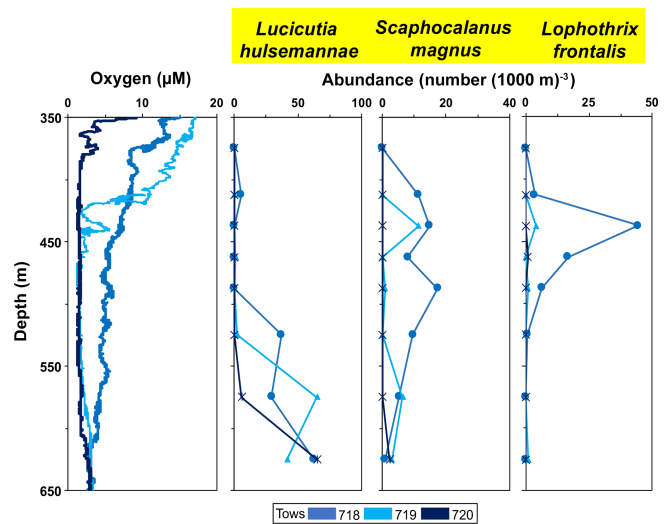 Lucicutia
hulsemannae
Scaphocalanus
magnus
Lophothrix
frontalis
Oxygen (µM)
Abundance (number (1000 m)-3)
0 10 20
0 50 100
0 20 40
0 25 50
350
450
550
650
Depth (m)
Tows 718 719 720